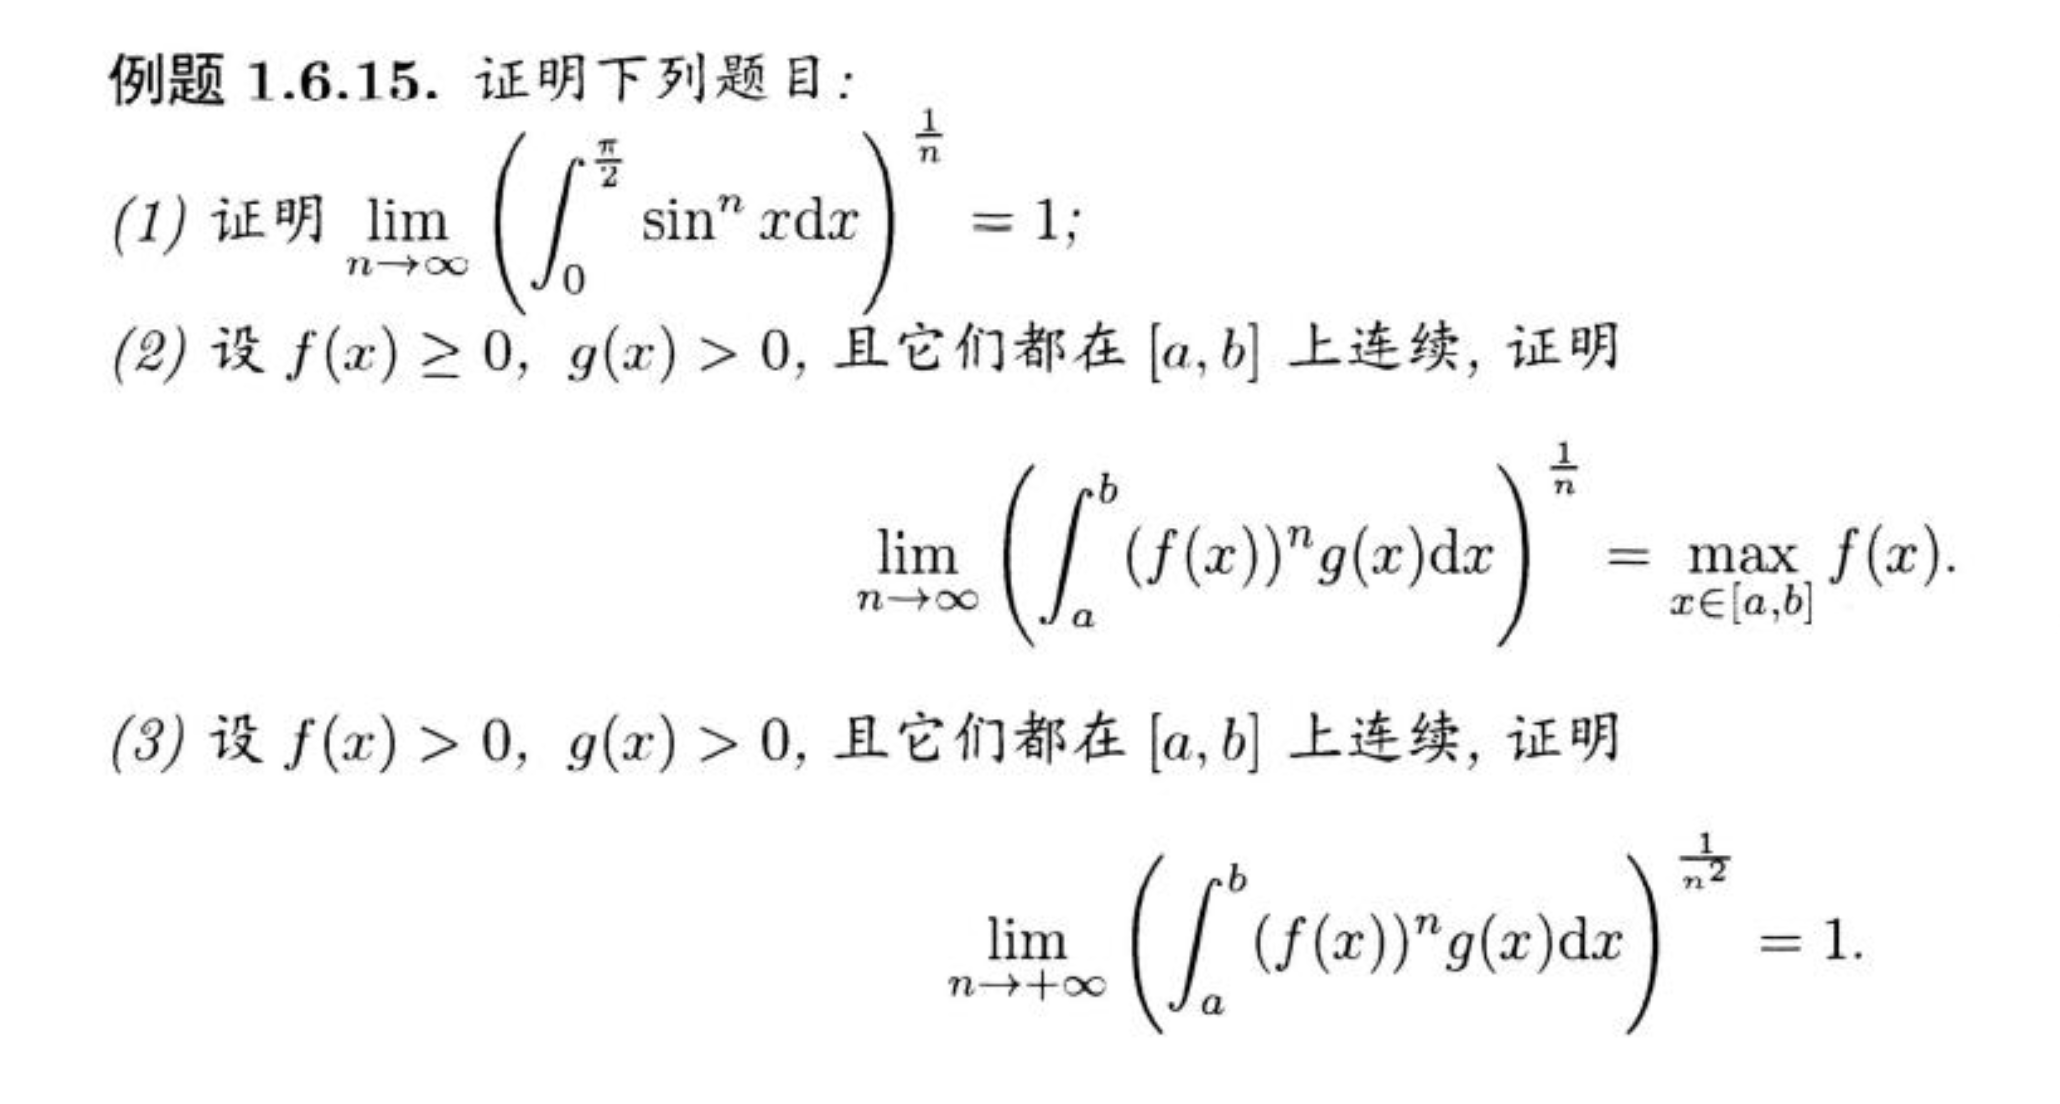 例题 1.6.15. 证明下列题目:
(1) 证明 $\lim_{n \to \infty} \left( \int_0^{\frac{\pi}{2}} \sin^n x \mathrm{d}x \right)^{\frac{1}{n}} = 1$;
(2) 设 $f(x) \geq 0$, $g(x) > 0$, 且它们都在 $[a, b]$ 上连续, 证明
$\lim_{n \to \infty} \left( \int_a^b (f(x))^n g(x) \mathrm{d}x \right)^{\frac{1}{n}} = \max_{x \in [a,b]} f(x).$
(3) 设 $f(x) > 0$, $g(x) > 0$, 且它们都在 $[a, b]$ 上连续, 证明
$\lim_{n \to +\infty} \left( \int_a^b (f(x))^n g(x) \mathrm{d}x \right)^{\frac{1}{n^2}} = 1.$